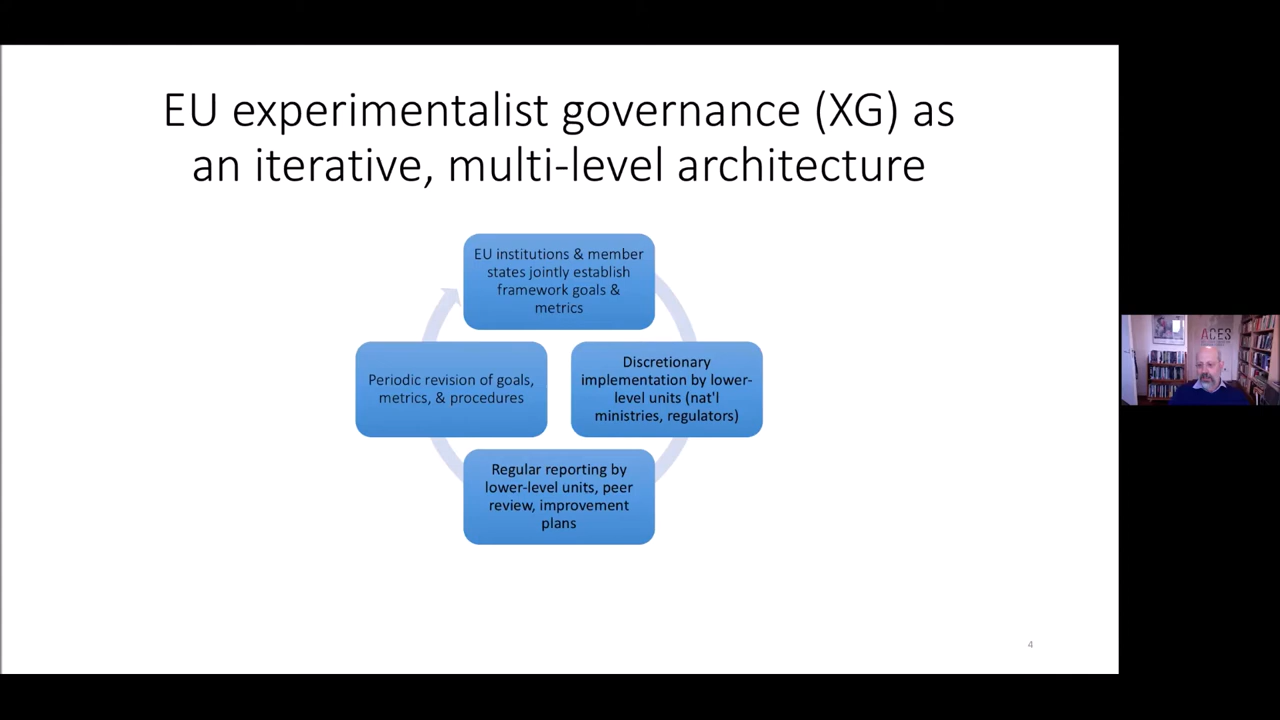 EU experimentalist governance (XG) as
an iterative, multi-level architecture
EU institutions & member
states jointly establish
framework goals &
metrics
Discretionary
implementation by lower-
level units (nat'l
ministries, regulators)
Regular reporting by
lower-level units, peer
review, improvement
plans
Periodic revision of goals,
metrics, & procedures
4
ACES